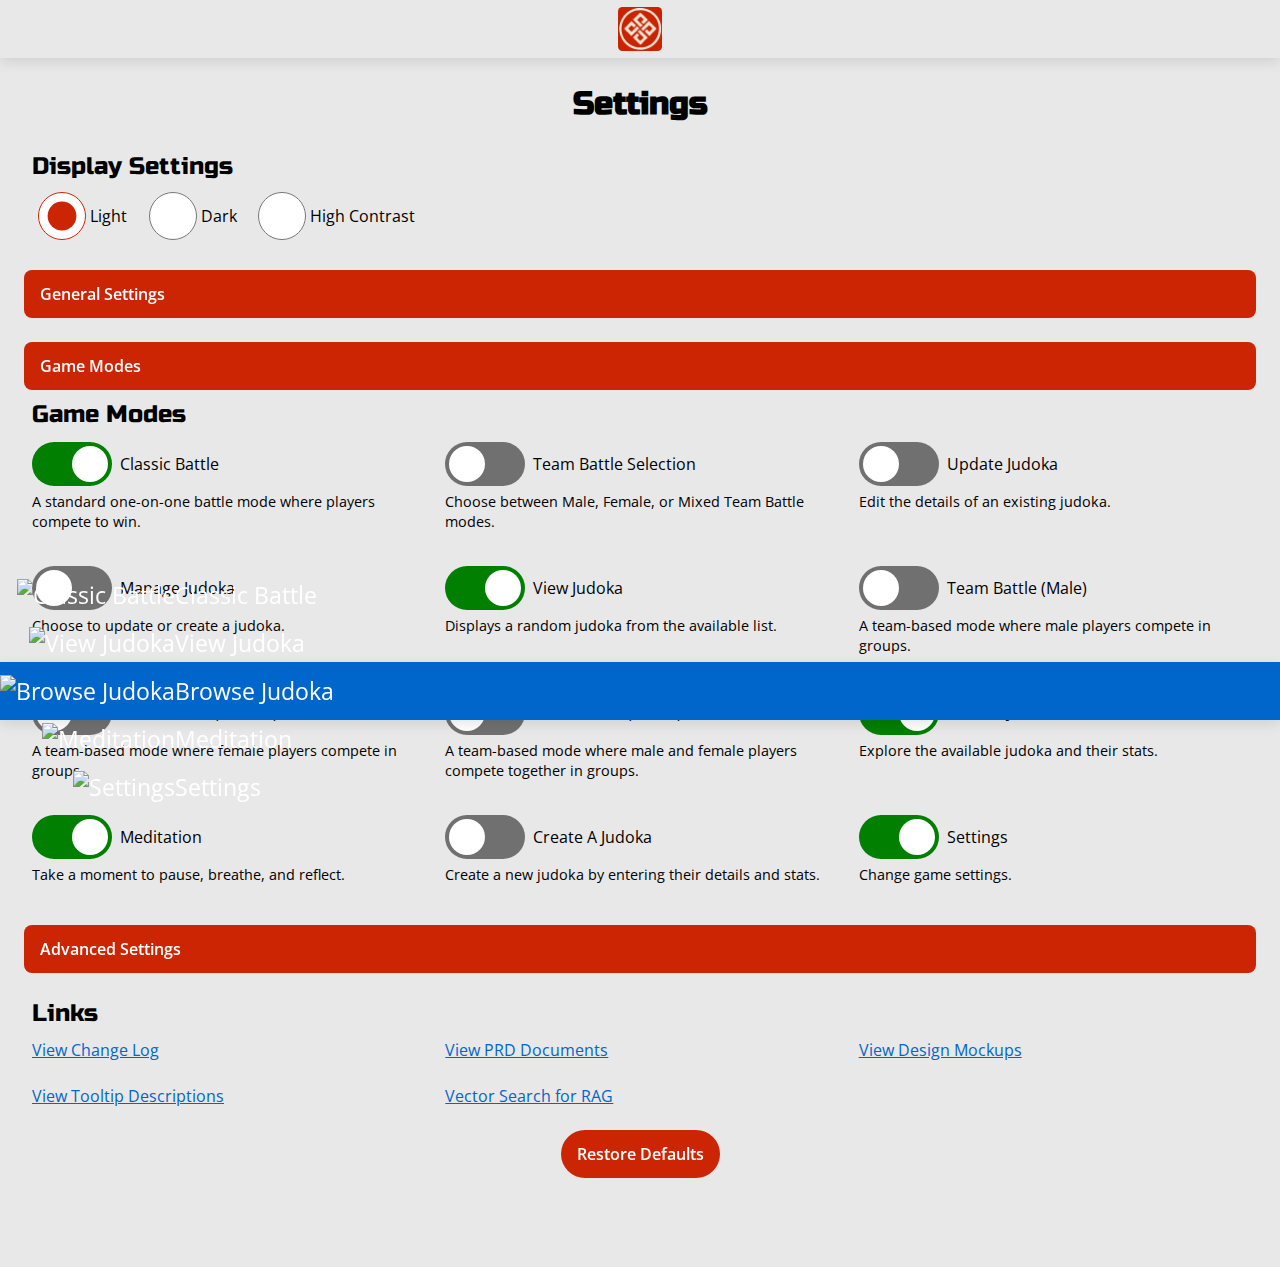 Settings
Display Settings
Light
Dark
High Contrast
General Settings
Game Modes
Game Modes
Classic Battle
Team Battle Selection
Update Judoka
A standard one-on-one battle mode where players
compete to win.
Choose between Male, Female, or Mixed Team Battle
modes.
Edit the details of an existing judoka.
Manage Judoka
View Judoka
Team Battle (Male)
Classic BattleClassic Battle
Choose to update or create a judoka.
Displays a random judoka from the available list.
A team-based mode where male players compete in
groups.
View JudokaView Judoka
Browse JudokaBrowse Judoka
MeditationMeditation
A team-based mode where female players compete in
groups.
A team-based mode where male and female players
compete together in groups.
Explore the available judoka and their stats.
SettingsSettings
Meditation
Create A Judoka
Settings
Take a moment to pause, breathe, and reflect.
Create a new judoka by entering their details and stats.
Change game settings.
Advanced Settings
Links
View Change Log
View PRD Documents
View Design Mockups
View Tooltip Descriptions
Vector Search for RAG
Restore Defaults